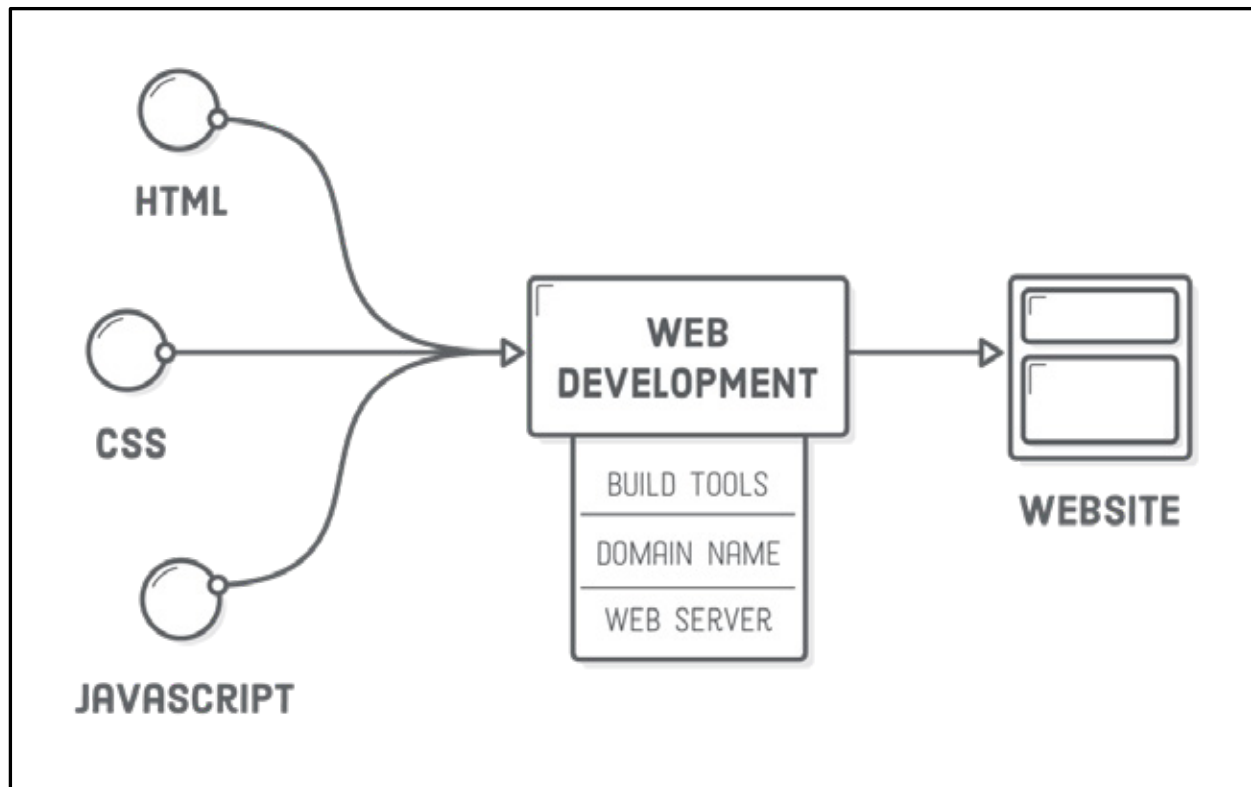 HTML
CSS
JAVASCRIPT
WEB
DEVELOPMENT
BUILD TOOLS
DOMAIN NAME
WEB SERVER
WEBSITE